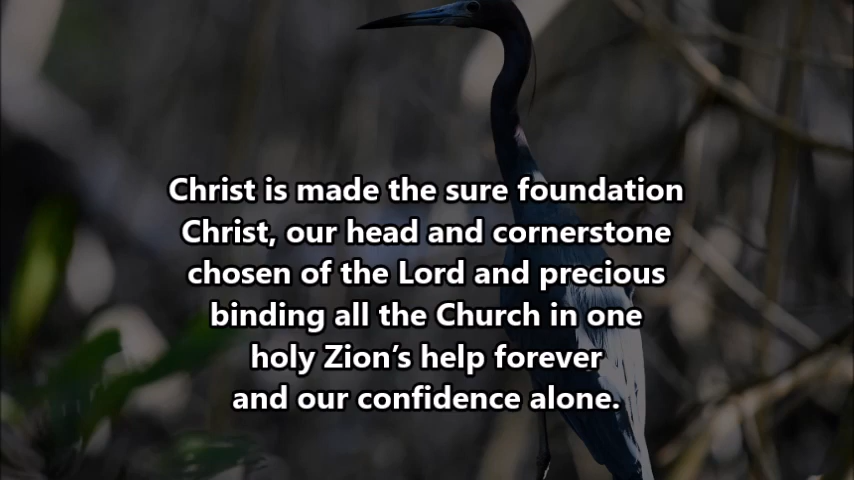 Christ is made the sure foundation
Christ, our head and cornerstone
chosen of the Lord and precious
binding all the Church in one
holy Zion’s help forever
and our confidence alone.